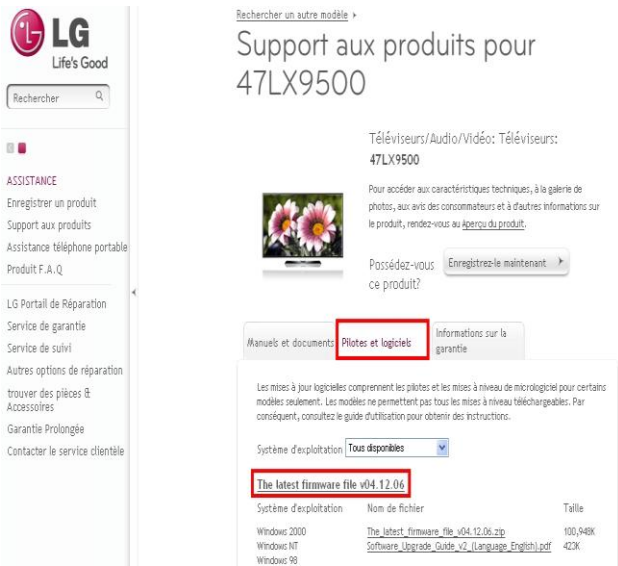 LG
Life's Good
Rechercher
ASSISTANCE
Enregistrer un produit
Support aux produits
Assistance téléphone portable
Produit F.A.Q
LG Portail de Réparation
Service de garantie
Service de suivi
Autres options de réparation
trouver des pièces &
Accessoires
Garantie Prolongée
Contacter le service clientèle
Rechercher un autre modèle
Support aux produits pour
47LX9500
Téléviseurs/Audio/Vidéo: Téléviseurs:
47LX9500
Pour accéder aux caractéristiques techniques, à la galerie de
photos, aux avis des consommateurs et à d'autres informations sur
le produit, rendez-vous au Aperçu du produit.
Possédez-vous
ce produit?
Enregistrez-le maintenant
Manuels et documents
Pilotes et logiciels
Informations sur la
garantie
Les mises à jour logicielles comprennent les pilotes et les mises à niveau de micrologiciel pour certains
modèles seulement. Les modèles ne permettent pas tous les mises à niveau téléchargeables. Par
conséquent, consultez le guide d'utilisation pour obtenir des instructions.
Système d'exploitation Tous disponibles
The latest firmware file v04.12.06
Système d'exploitation Nom de fichier Taille
Windows 2000 The_latest_firmware_file_v04.12.06.zip 100,948K
Windows NT Software_Upgrade_Guide_v2_(Language_English).pdf 423K
Windows 98